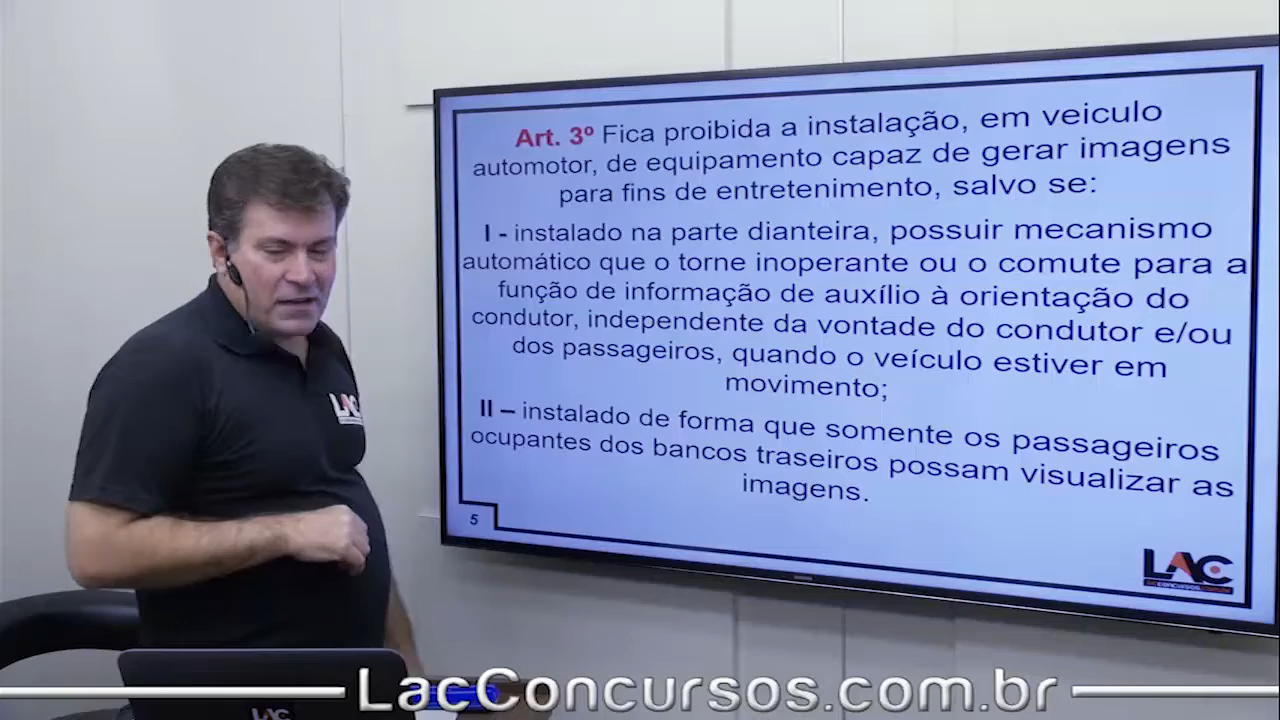 Art. 3º Fica proibida a instalação, em veiculo
automotor, de equipamento capaz de gerar imagens
para fins de entretenimento, salvo se:
I - instalado na parte dianteira, possuir mecanismo
automático que o torne inoperante ou o comute para a
função de informação de auxílio à orientação do
condutor, independente da vontade do condutor e/ou
dos passageiros, quando o veículo estiver em
movimento;
II – instalado de forma que somente os passageiros
ocupantes dos bancos traseiros possam visualizar as
imagens.
5
LAC
LAC
LAC
LacConcursos.com.br